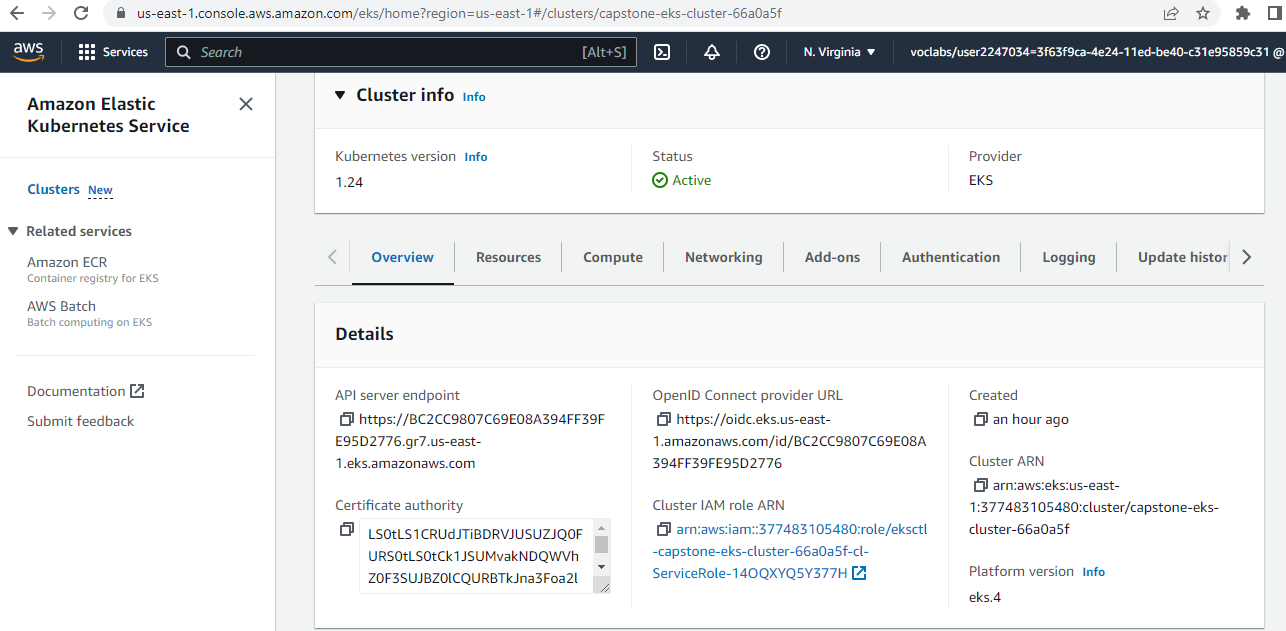 us-east-1.console.aws.amazon.com/eks/home?region=us-east-1#/clusters/capstone-eks-cluster-66a0a5f
aws
Services
Search
[Alt+S]
N. Virginia
voclabs/user2247034=3f63f9ca-4e24-11ed-be40-c31e95859c31 @
Amazon Elastic
Kubernetes Service
Clusters New
Related services
Amazon ECR
Container registry for EKS
AWS Batch
Batch computing on EKS
Documentation
Submit feedback
Cluster info Info
Kubernetes version Info
1.24
Status
Active
Provider
EKS
Overview
Resources
Compute
Networking
Add-ons
Authentication
Logging
Update histor
Details
API server endpoint
https://BC2CC9807C69E08A394FF39F
E95D2776.gr7.us-east-
1.eks.amazonaws.com
Certificate authority
LS0tLS1CRUdJTiBDRVJUSUZJQ0F
URS0tLS0tCk1JSUMvakNDQWVh
Z0F3SUJBZ0lCQURBTkJna3Foa2l
OpenID Connect provider URL
https://oidc.eks.us-east-
1.amazonaws.com/id/BC2CC9807C69E08A
394FF39FE95D2776
Cluster IAM role ARN
arn:aws:iam::377483105480:role/eksctl
-capstone-eks-cluster-66a0a5f-cl-
ServiceRole-14OQXYQ5Y377H
Created
an hour ago
Cluster ARN
arn:aws:eks:us-east-
1:377483105480:cluster/capstone-eks-
cluster-66a0a5f
Platform version Info
eks.4